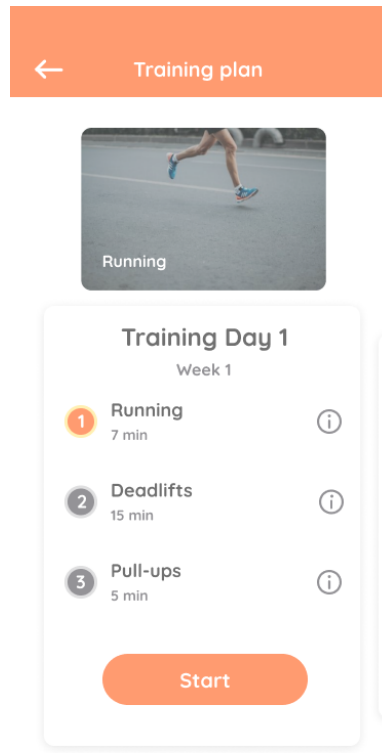 Training plan
Running
Training Day 1
Week 1
1
Running
7 min
2
Deadlifts
15 min
3
Pull-ups
5 min
Start